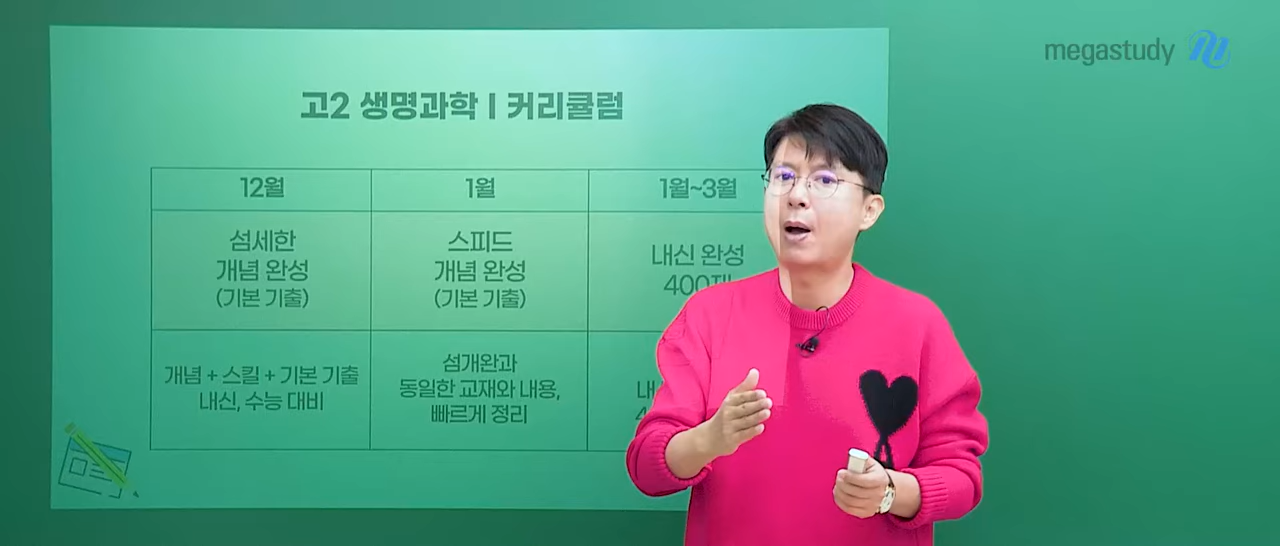 megastudy
고2 생명과학 I 커리큘럼
12월
1월
1월~3월
섬세한
개념 완성
(기본 기출)
스피드
개념 완성
(기본 기출)
내신 완성
개념 + 스킬 + 기본 기출
내신, 수능 대비
섬개완과
동일한 교재와 내용,
빠르게 정리